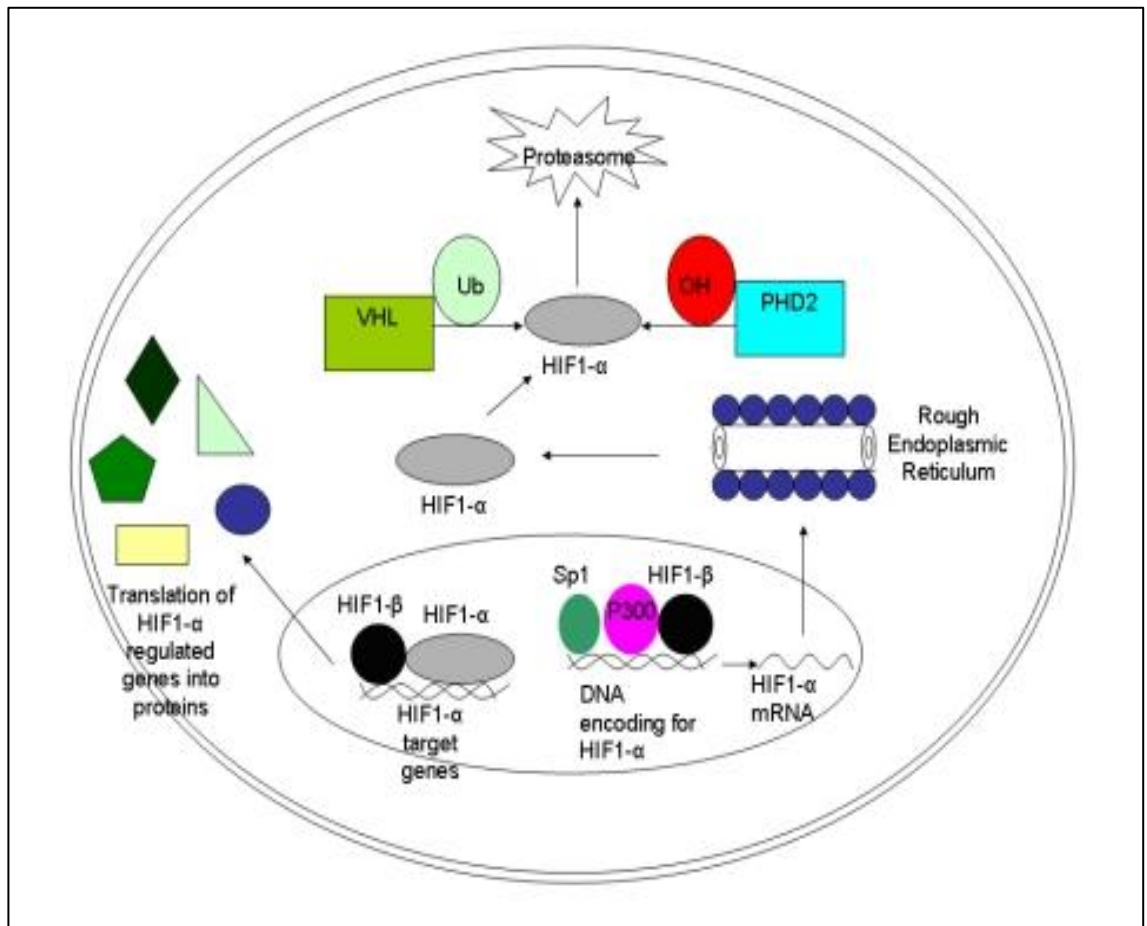 Proteasome
Ub
OH
VHL
PHD2
HIF1-α
Rough
Endoplasmic
Reticulum
HIF1-α
Translation of
HIF1-α
regulated
genes into
proteins
HIF1-β
HIF1-α
HIF1-α
target
genes
Sp1
P300
HIF1-β
DNA
encoding for
HIF1-α
HIF1-α
mRNA